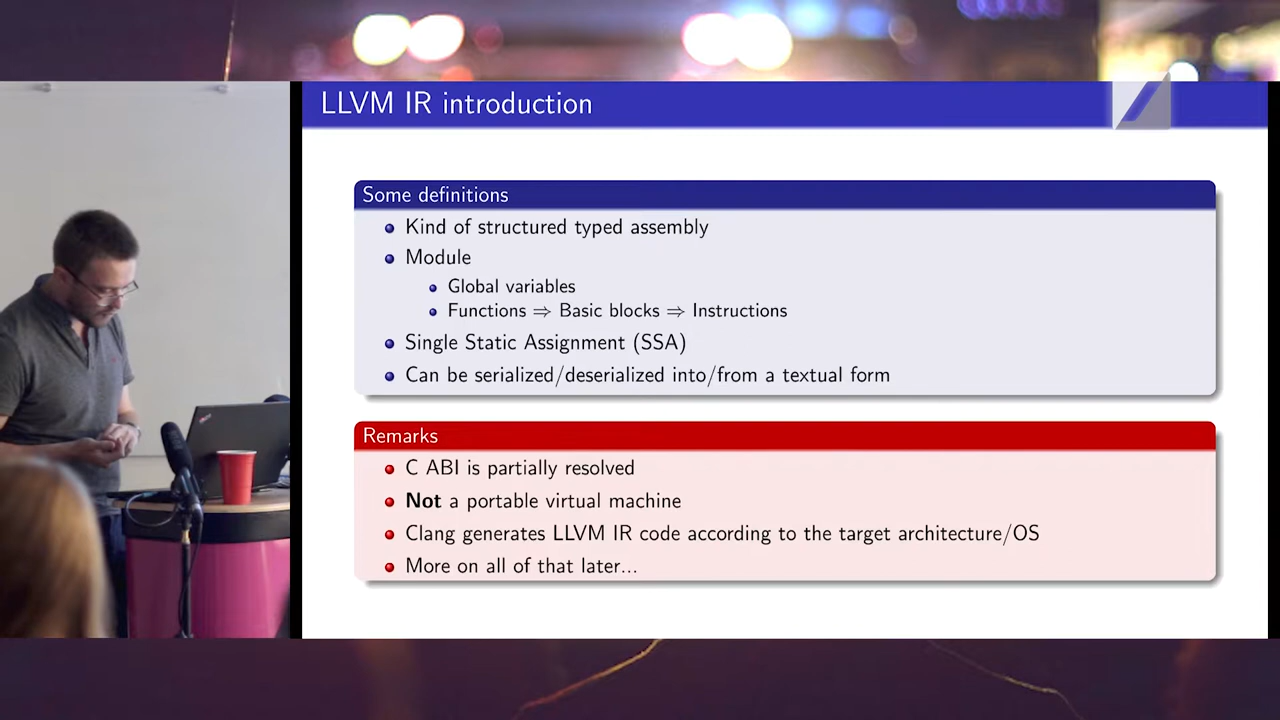 LLVM IR introduction
Some definitions
Kind of structured typed assembly
Module
Global variables
Functions ⇒ Basic blocks ⇒ Instructions
Single Static Assignment (SSA)
Can be serialized/deserialized into/from a textual form
Remarks
C ABI is partially resolved
Not a portable virtual machine
Clang generates LLVM IR code according to the target architecture/OS
More on all of that later...